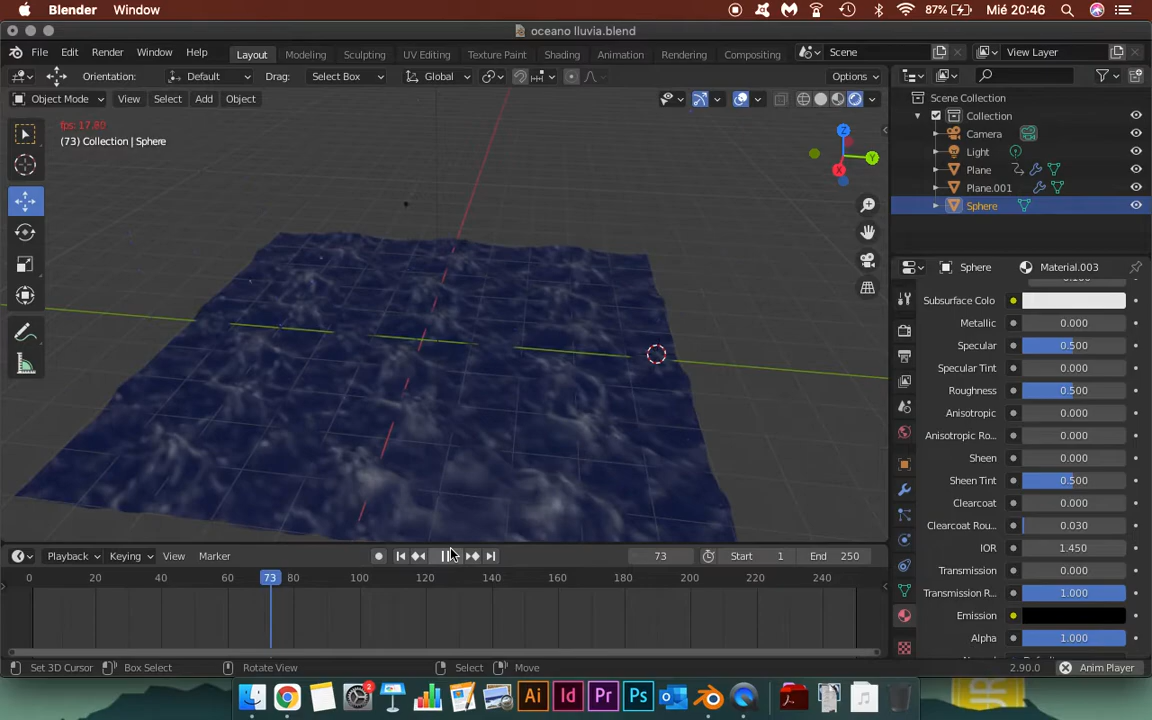 Blender Window 87% Mié 20:46
oceano lluvia.blend
File Edit Render Window Help Layout Modeling Sculpting UV Editing Texture Paint Shading Animation Rendering Compositing Scene View Layer
Orientation: Default Drag: Select Box Global Options
Object Mode View Select Add Object
fps: 17.80
(73) Collection | Sphere
Z
Y
X
Scene Collection
Collection
Camera
Light
Plane
Plane.001
Sphere
Sphere Material.003
Subsurface Colo
Metallic 0.000
Specular 0.500
Specular Tint 0.000
Roughness 0.500
Anisotropic 0.000
Anisotropic Ro... 0.000
Sheen 0.000
Sheen Tint 0.500
Clearcoat 0.000
Clearcoat Rou... 0.030
IOR 1.450
Transmission 0.000
Transmission R... 1.000
Emission
Alpha 1.000
Playback Keying View Marker 73 Start 1 End 250
0 20 40 60 73 80 100 120 140 160 180 200 220 240
Set 3D Cursor Box Select Rotate View Select Move 2.90.0 Anim Player
2 Ai Id Pr Ps